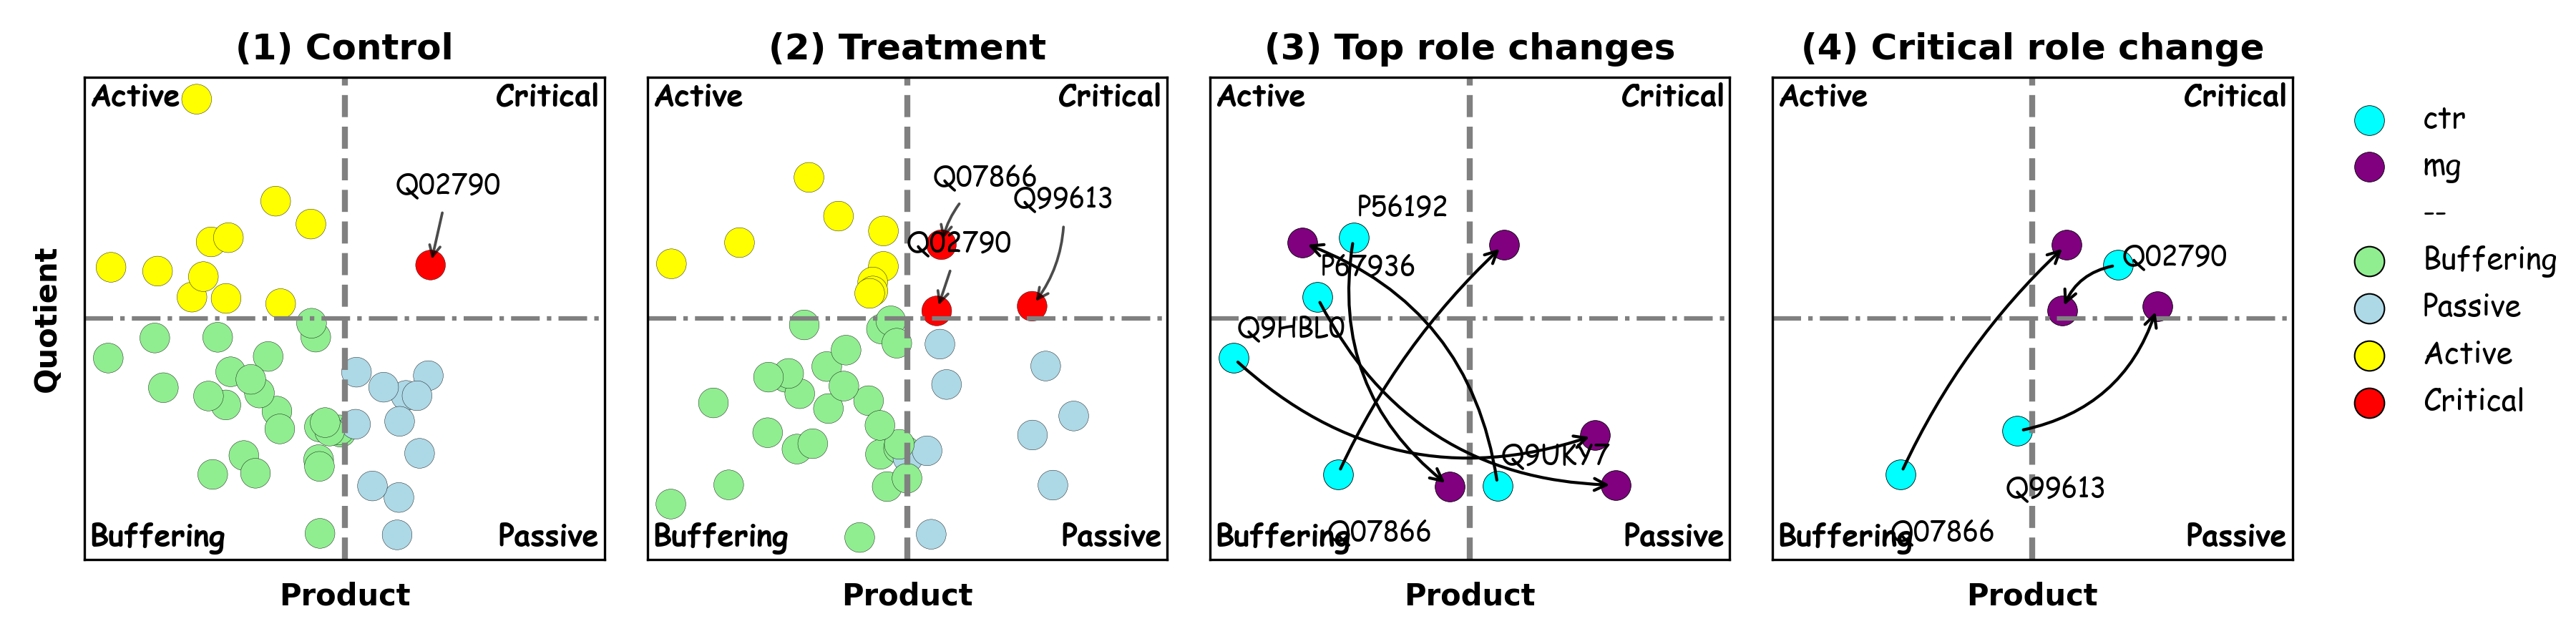 (1) Control
(2) Treatment
(3) Top role changes
(4) Critical role change
Quotient
Active
Critical
Q02790
Buffering
Passive
Product
Active
Critical
Q07866
Q99613
Q02790
Buffering
Passive
Product
Active
Critical
P56192
P67936
Q9HBL0
Q9UKY7
Q07866
Buffering
Passive
Product
Active
Critical
Q02790
Q99613
Q07866
Buffering
Passive
Product
ctr
mg
--
Buffering
Passive
Active
Critical